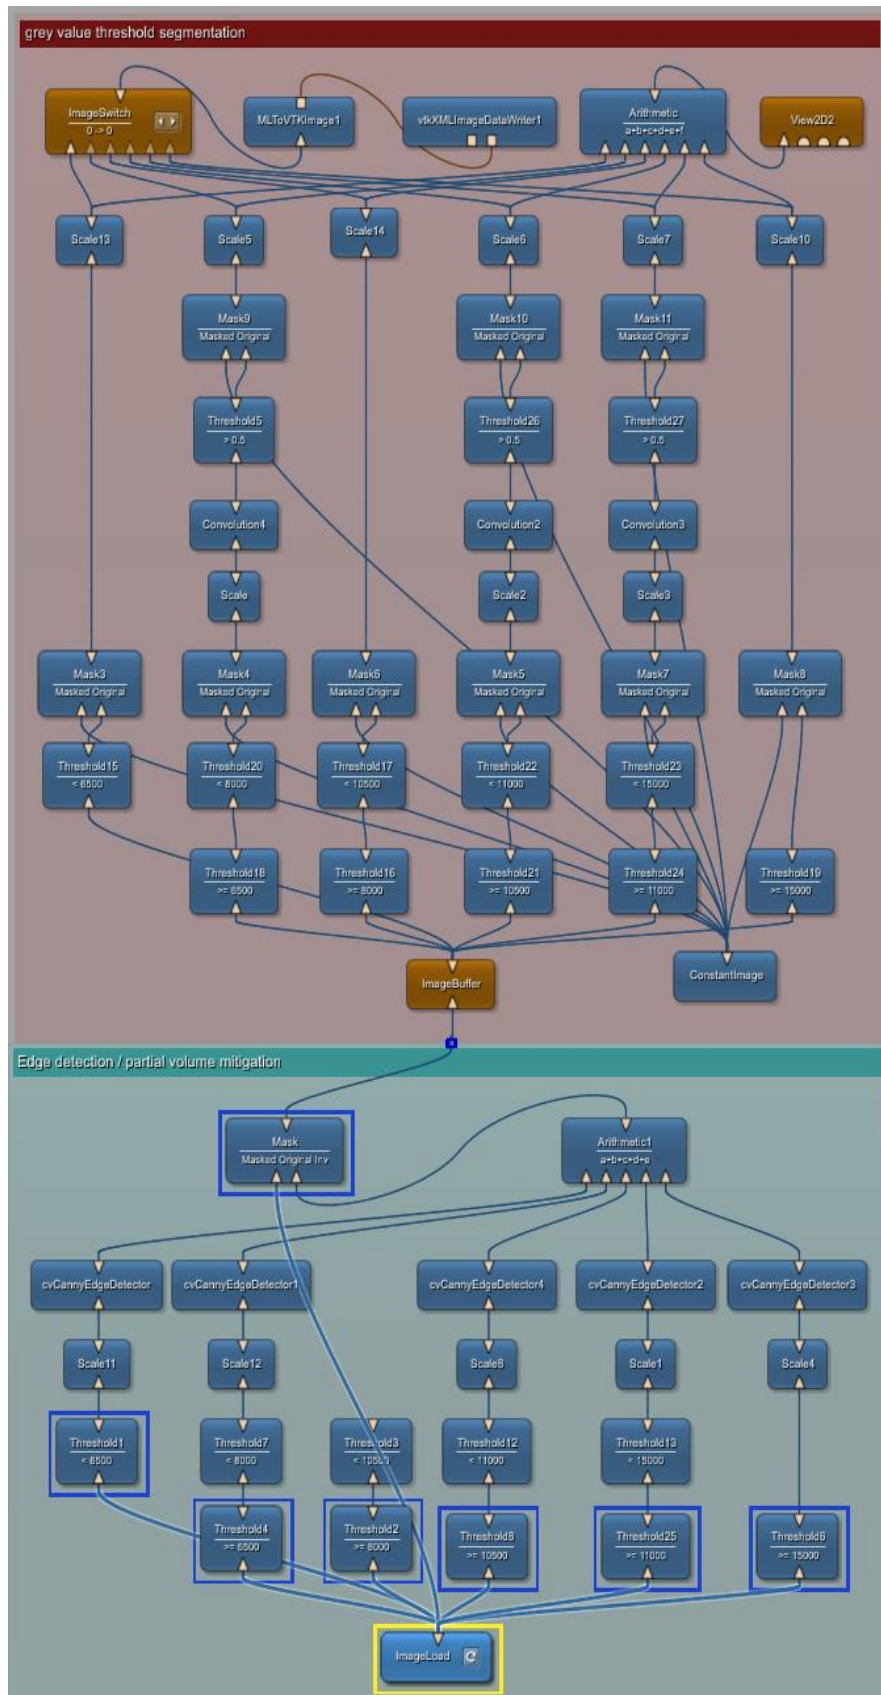 grey value threshold segmentation
ImageSwitch
0 -> 0
MLToVTKImage1
vtkXMLImageDataWriter1
Arithmetic
a+b+c+d+e+f
View2D2
Scale13
Scale5
Scale14
Scale6
Scale7
Scale10
Mask9
Masked Original
Mask10
Masked Original
Mask11
Masked Original
Threshold5
> 0.5
Threshold26
> 0.5
Threshold27
> 0.5
Convolution4
Convolution2
Convolution3
Scale
Scale2
Scale3
Mask3
Masked Original
Mask4
Masked Original
Mask6
Masked Original
Mask5
Masked Original
Mask7
Masked Original
Mask8
Masked Original
Threshold15
< 6500
Threshold20
< 8000
Threshold17
< 10500
Threshold22
< 11000
Threshold23
< 15000
Threshold18
>= 6500
Threshold16
>= 8000
Threshold21
>= 10500
Threshold24
>= 11000
Threshold19
>= 15000
ImageBuffer
ConstantImage
Edge detection / partial volume mitigation
Mask
Masked Original Inv
Arithmetic1
a+b+c+d+e
cvCannyEdgeDetector
cvCannyEdgeDetector1
cvCannyEdgeDetector4
cvCannyEdgeDetector2
cvCannyEdgeDetector3
Scale11
Scale12
Scale8
Scale1
Scale4
Threshold1
< 6500
Threshold7
< 8000
Threshold3
< 10500
Threshold12
< 11000
Threshold13
< 15000
Threshold4
>= 6500
Threshold2
>= 8000
Threshold8
>= 10500
Threshold25
>= 11000
Threshold6
>= 15000
ImageLoad